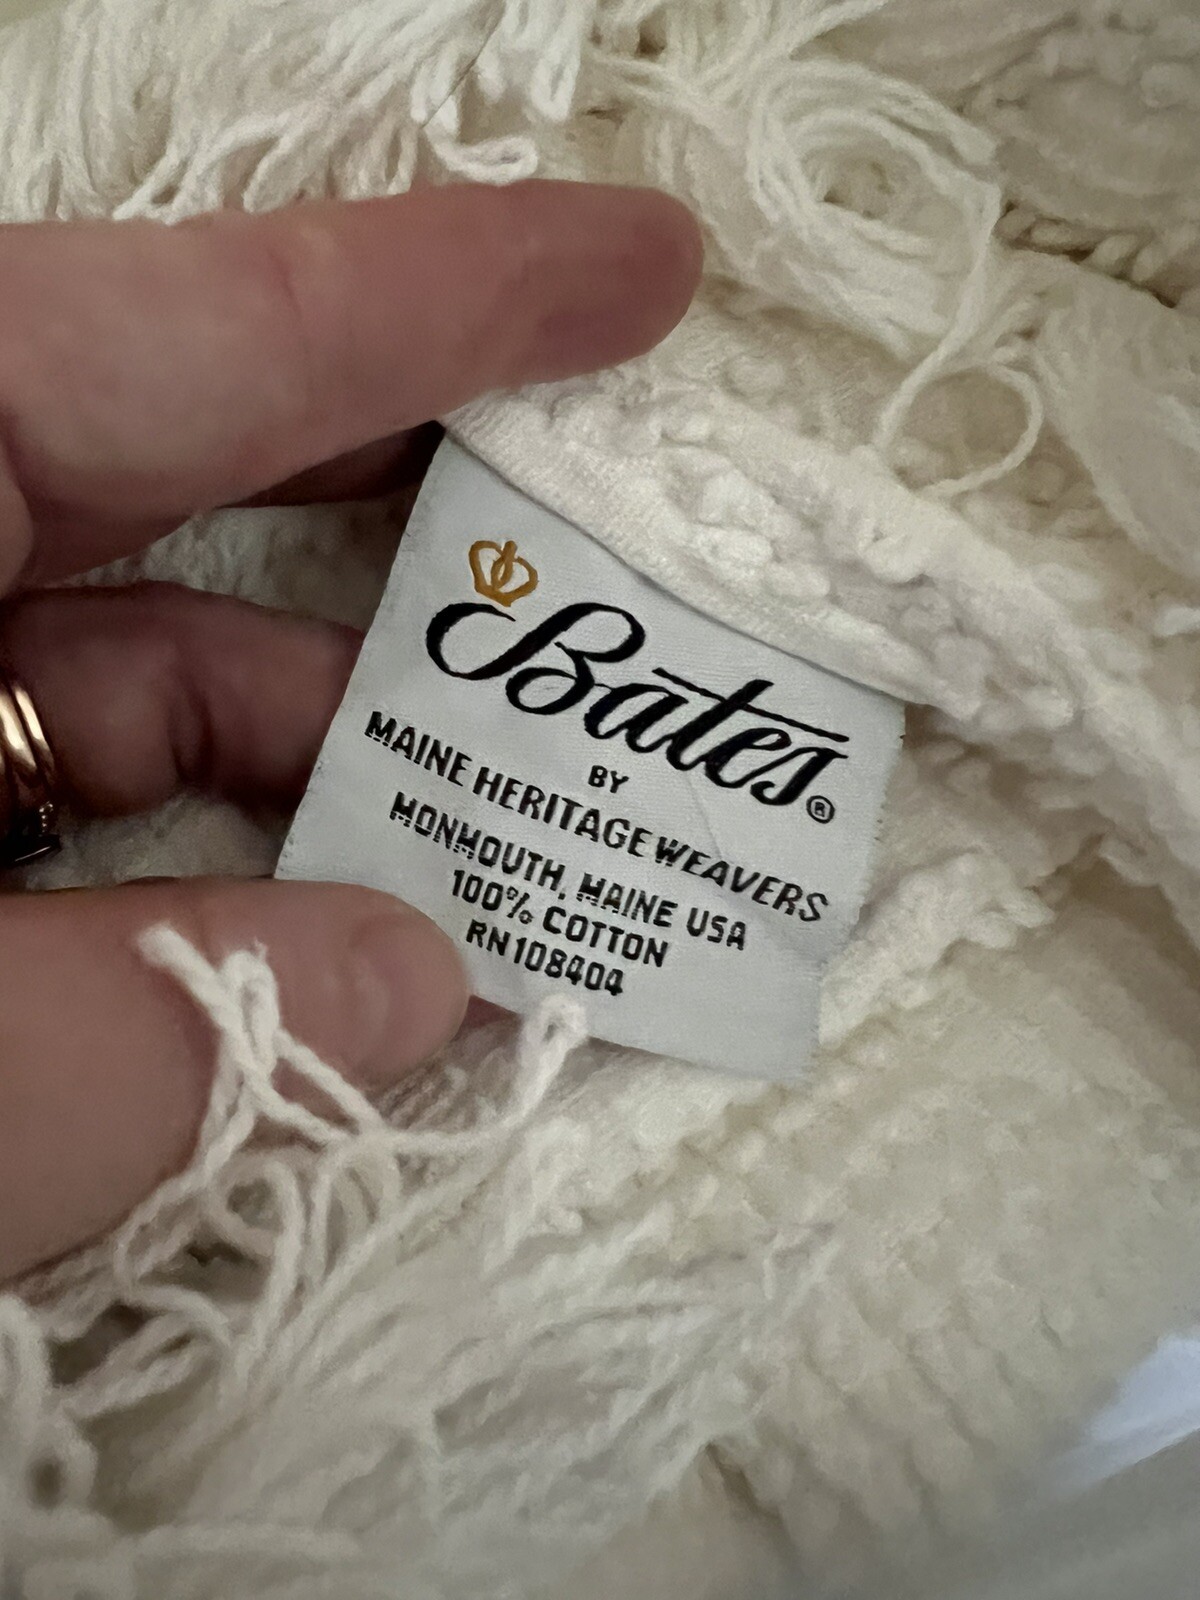 Bates®
BY
MAINE HERITAGE WEAVERS
MONMOUTH, MAINE USA
100% COTTON
RN108404